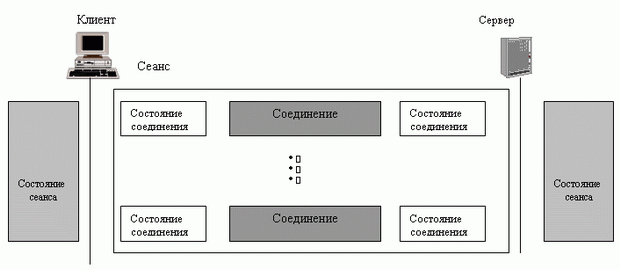 Клиент
Сервер
Сеанс
Состояние
соединения
Соединение
Состояние
соединения
Состояние
сеанса
Состояние
сеанса
Состояние
соединения
Соединение
Состояние
соединения